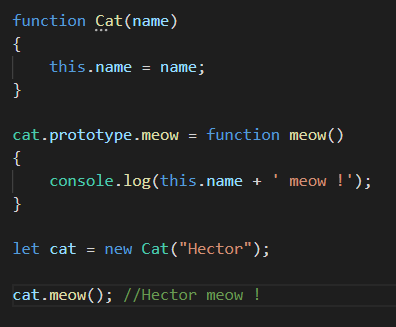 function Cat(name)
{
    this.name = name;
}

cat.prototype.meow = function meow()
{
    console.log(this.name + ' meow !');
}

let cat = new Cat("Hector");

cat.meow(); //Hector meow !